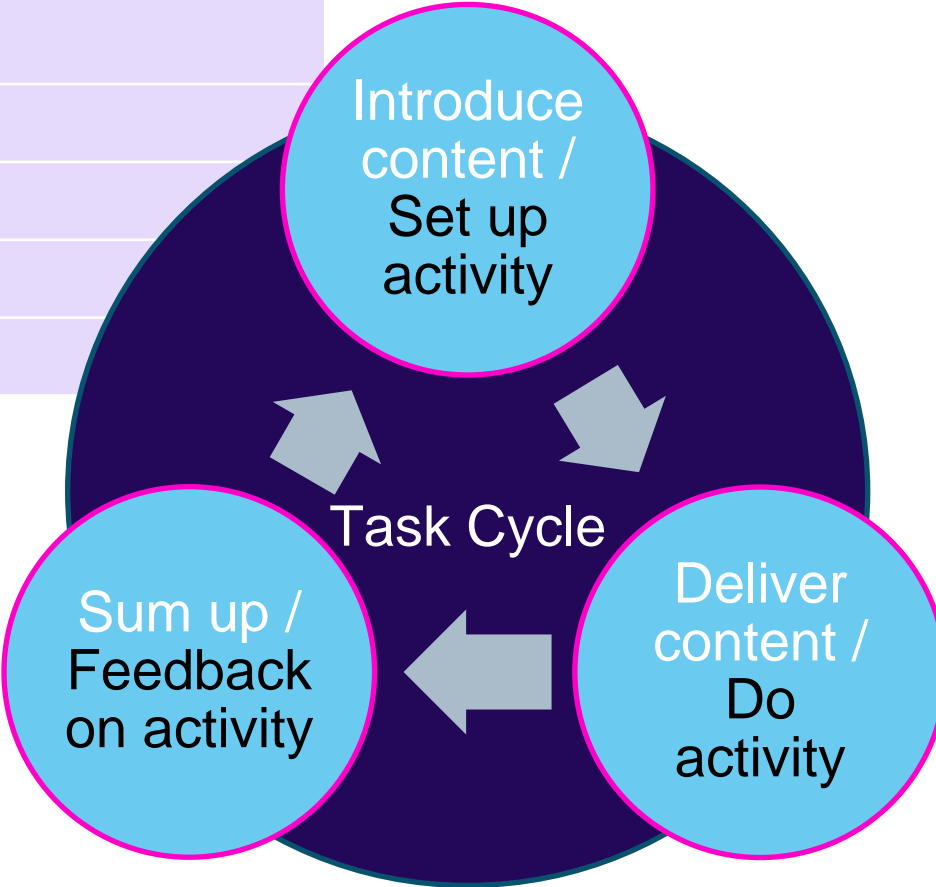 Introduce
content /
Set up
activity
Task Cycle
Deliver
content /
Do
activity
Sum up /
Feedback
on activity